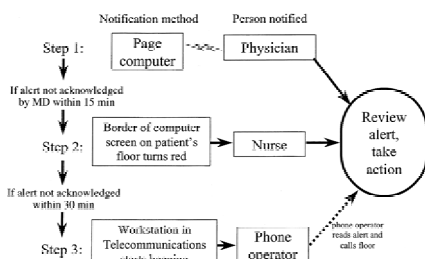 Notification method Person notified
Step 1: Page computer Physician
If alert not acknowledged
by MD within 15 min
Review
alert,
take
action
Step 2: Border of computer
screen on patient's
floor turns red
Nurse
If alert not acknowledged
within 30 min
phone operator
reads alert and
calls floor
Step 3: Workstation in
Telecommunications
Phone
operator